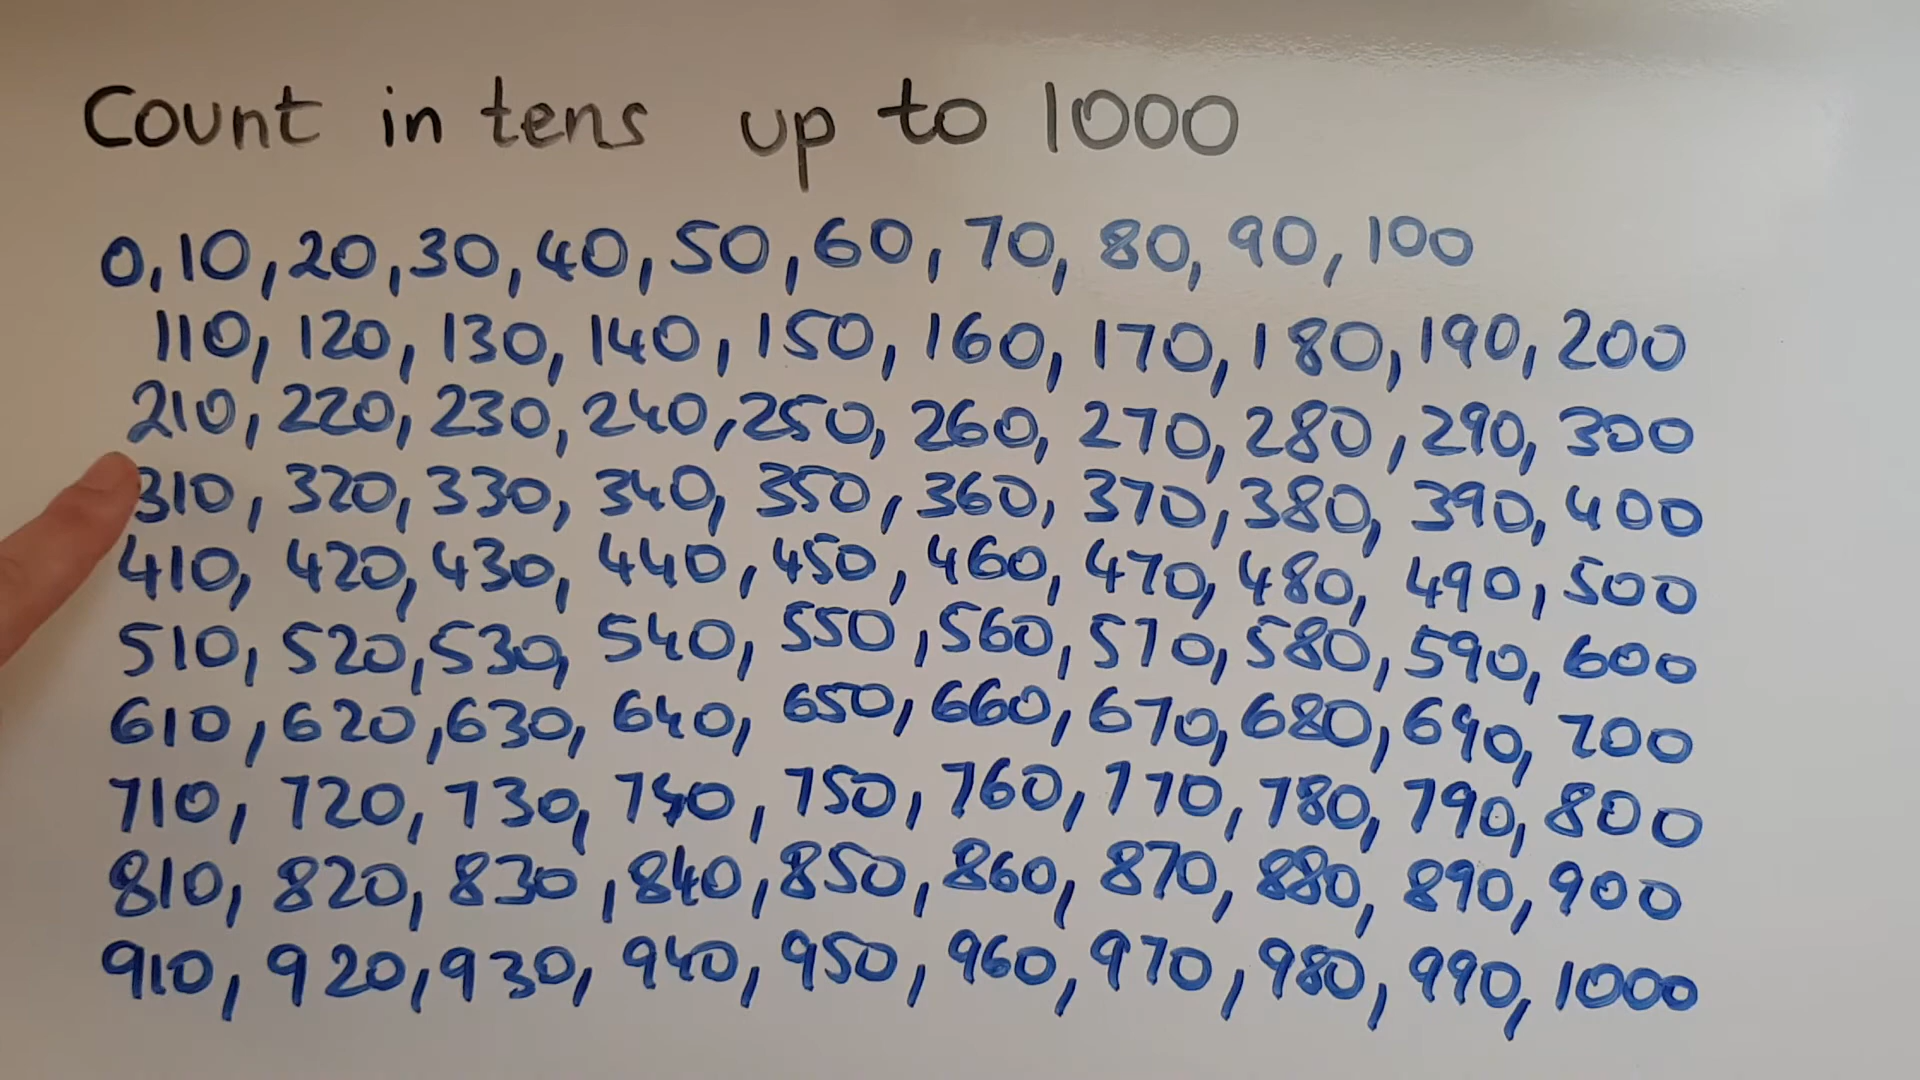 Count in tens up to 1000
0, 10, 20, 30, 40, 50, 60, 70, 80, 90, 100
110, 120, 130, 140, 150, 160, 170, 180, 190, 200
210, 220, 230, 240, 250, 260, 270, 280, 290, 300
310, 320, 330, 340, 350, 360, 370, 380, 390, 400
410, 420, 430, 440, 450, 460, 470, 480, 490, 500
510, 520, 530, 540, 550, 560, 570, 580, 590, 600
610, 620, 630, 640, 650, 660, 670, 680, 690, 700
710, 720, 730, 740, 750, 760, 770, 780, 790, 800
810, 820, 830, 840, 850, 860, 870, 880, 890, 900
910, 920, 930, 940, 950, 960, 970, 980, 990, 1000